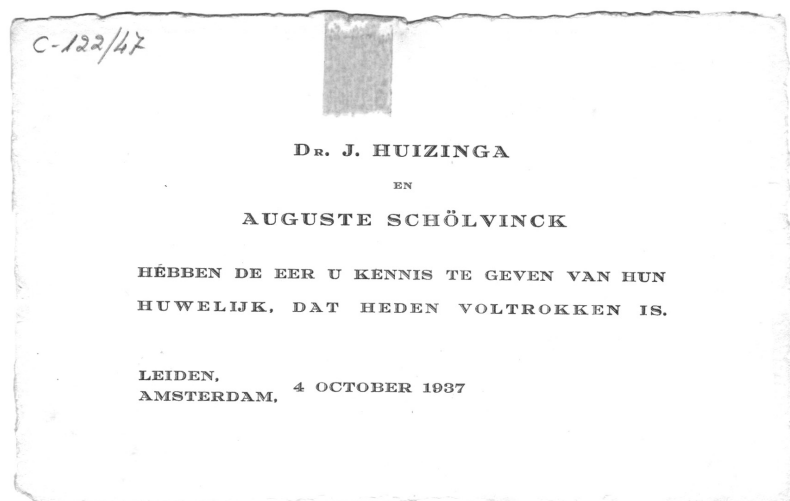 C-122/47
Dr. J. HUIZINGA
EN
AUGUSTE SCHÖLVINCK
HEBBEN DE EER U KENNIS TE GEVEN VAN HUN
HUWELIJK, DAT HEDEN VOLTROKKEN IS.
LEIDEN,
AMSTERDAM, 4 OCTOBER 1937